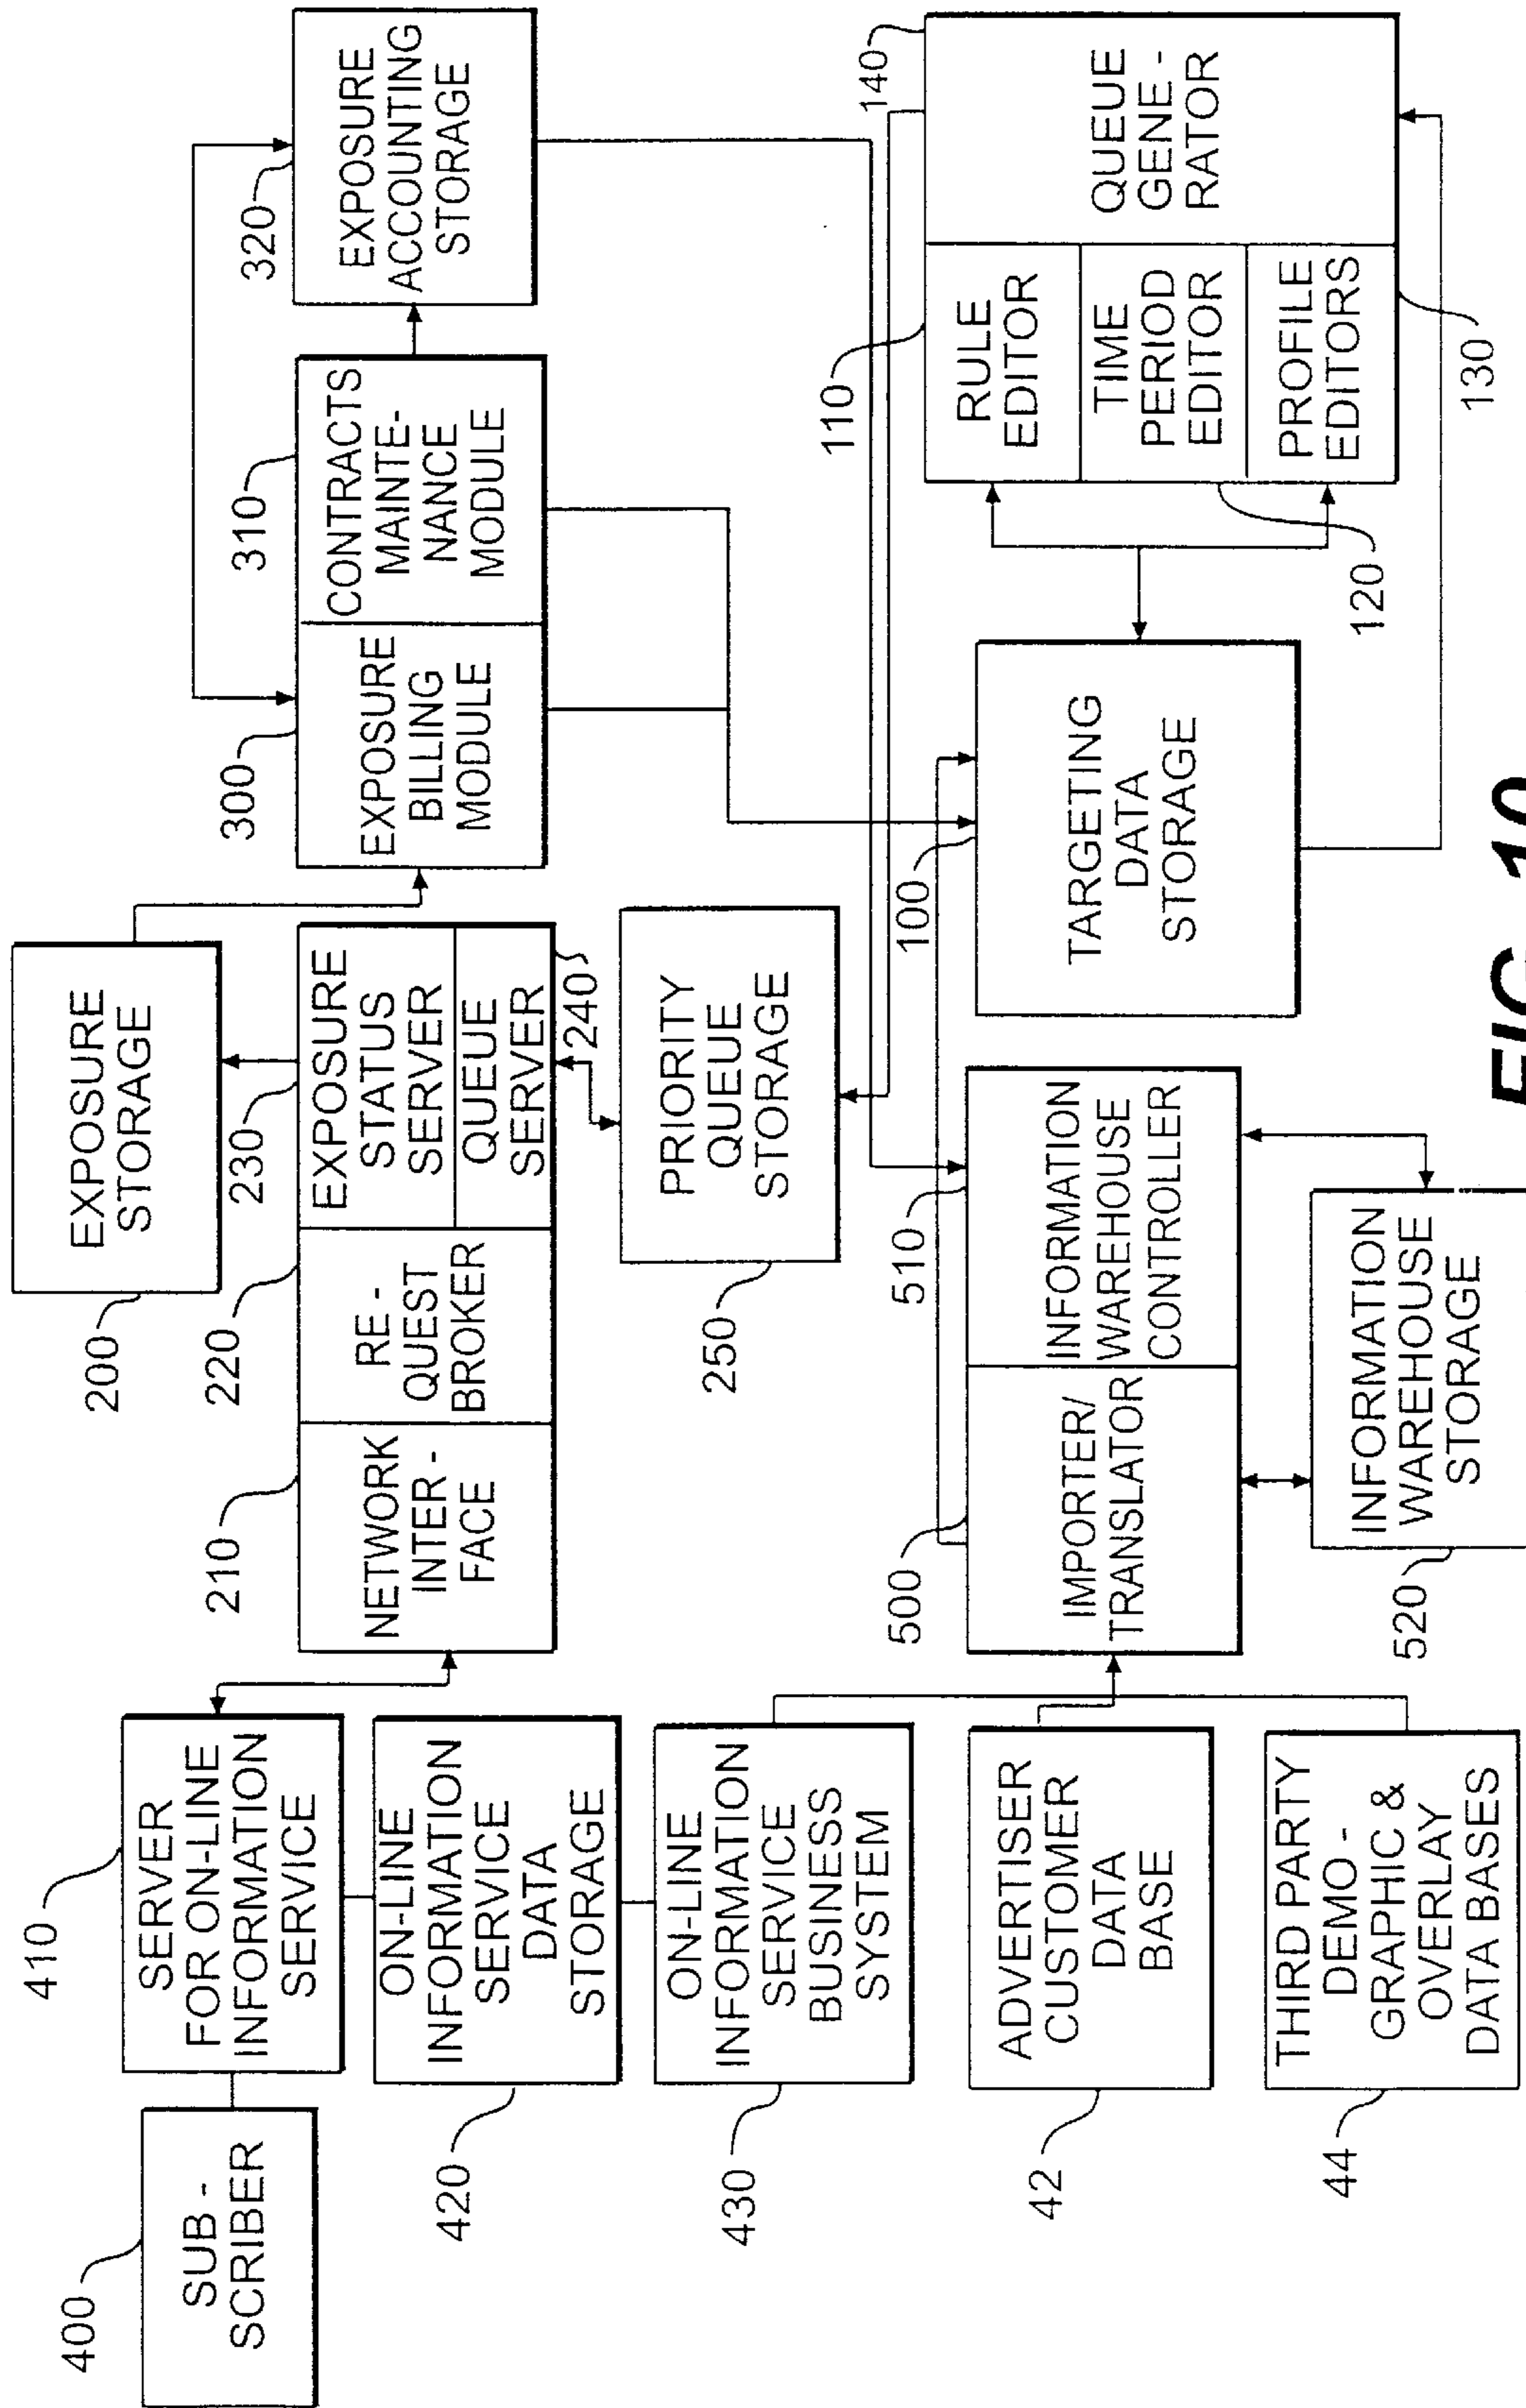 400
SUB -
SCRIBER
410
SERVER
FOR ON-LINE
INFORMATION
SERVICE
420
ON-LINE
INFORMATION
SERVICE
DATA
STORAGE
430
ON-LINE
INFORMATION
SERVICE
BUSINESS
SYSTEM
42
ADVERTISER
CUSTOMER
DATA
BASE
44
THIRD PARTY
DEMO -
GRAPHIC &
OVERLAY
DATA BASES
200
EXPOSURE
STORAGE
210
NETWORK
INTER -
FACE
220
RE -
QUEST
BROKER
230
EXPOSURE
STATUS
SERVER
QUEUE
SERVER
240
250
PRIORITY
QUEUE
STORAGE
500
IMPORTER/
TRANSLATOR
510
INFORMATION
WAREHOUSE
CONTROLLER
520
INFORMATION
WAREHOUSE
STORAGE
300
EXPOSURE
BILLING
MODULE
310
CONTRACTS
MAINTE-
NANCE
MODULE
320
EXPOSURE
ACCOUNTING
STORAGE
100
TARGETING
DATA
STORAGE
110
RULE
EDITOR
TIME
PERIOD
EDITOR
120
PROFILE
EDITORS
130
140
QUEUE
GENE -
RATOR
FIG. 10